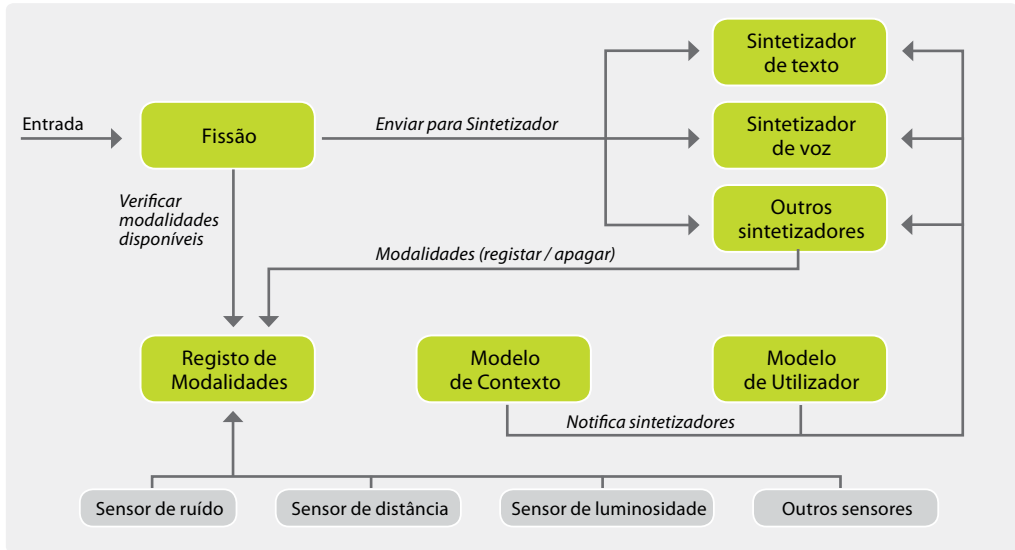 Sintetizador
de texto
Entrada
Fissão
Enviar para Sintetizador
Sintetizador
de voz
Verificar
modalidades
disponíveis
Outros
sintetizadores
Modalidades (registar / apagar)
Registo de
Modalidades
Modelo
de Contexto
Modelo
de Utilizador
Notifica sintetizadores
Sensor de ruído
Sensor de distância
Sensor de luminosidade
Outros sensores